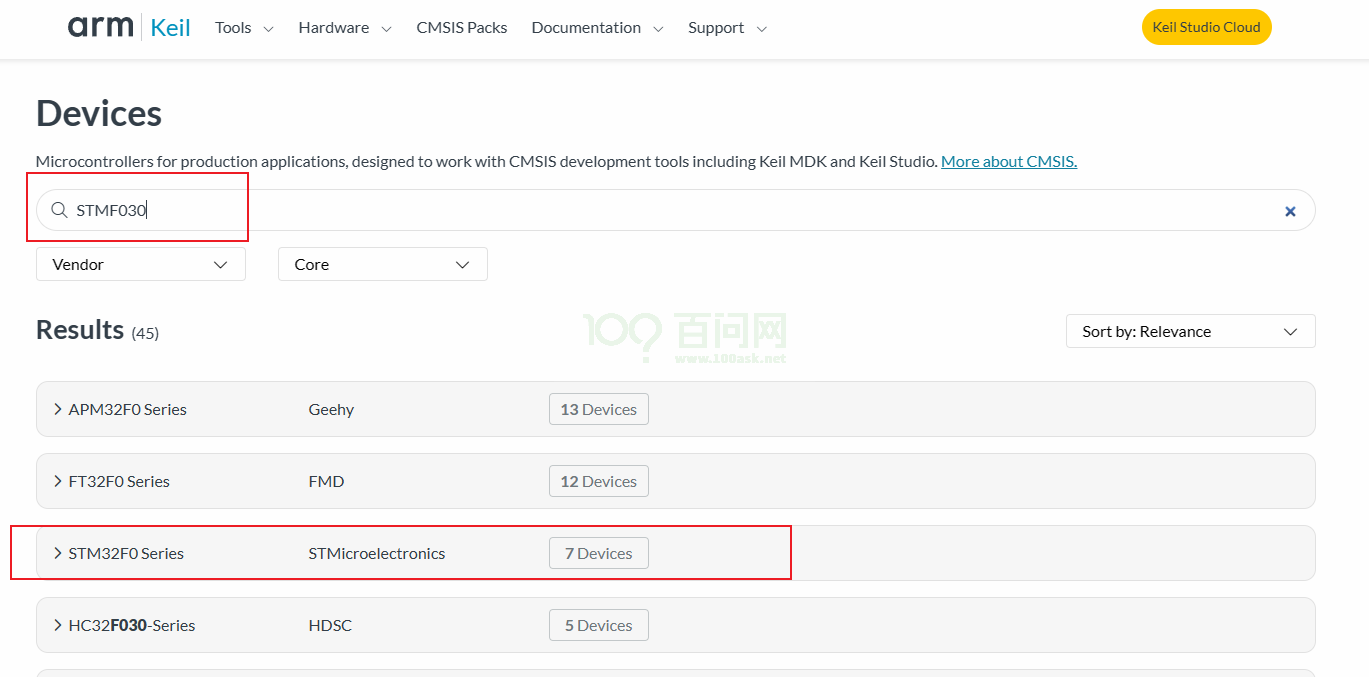 arm Keil Tools Hardware CMSIS Packs Documentation Support Keil Studio Cloud
Devices
Microcontrollers for production applications, designed to work with CMSIS development tools including Keil MDK and Keil Studio. More about CMSIS.
STMF030
Vendor Core
Results (45)
Sort by: Relevance
100? 百问网
www.100ask.net
APM32F0 Series Geehy 13 Devices
FT32F0 Series FMD 12 Devices
STM32F0 Series STMicroelectronics 7 Devices
HC32F030-Series HDSC 5 Devices